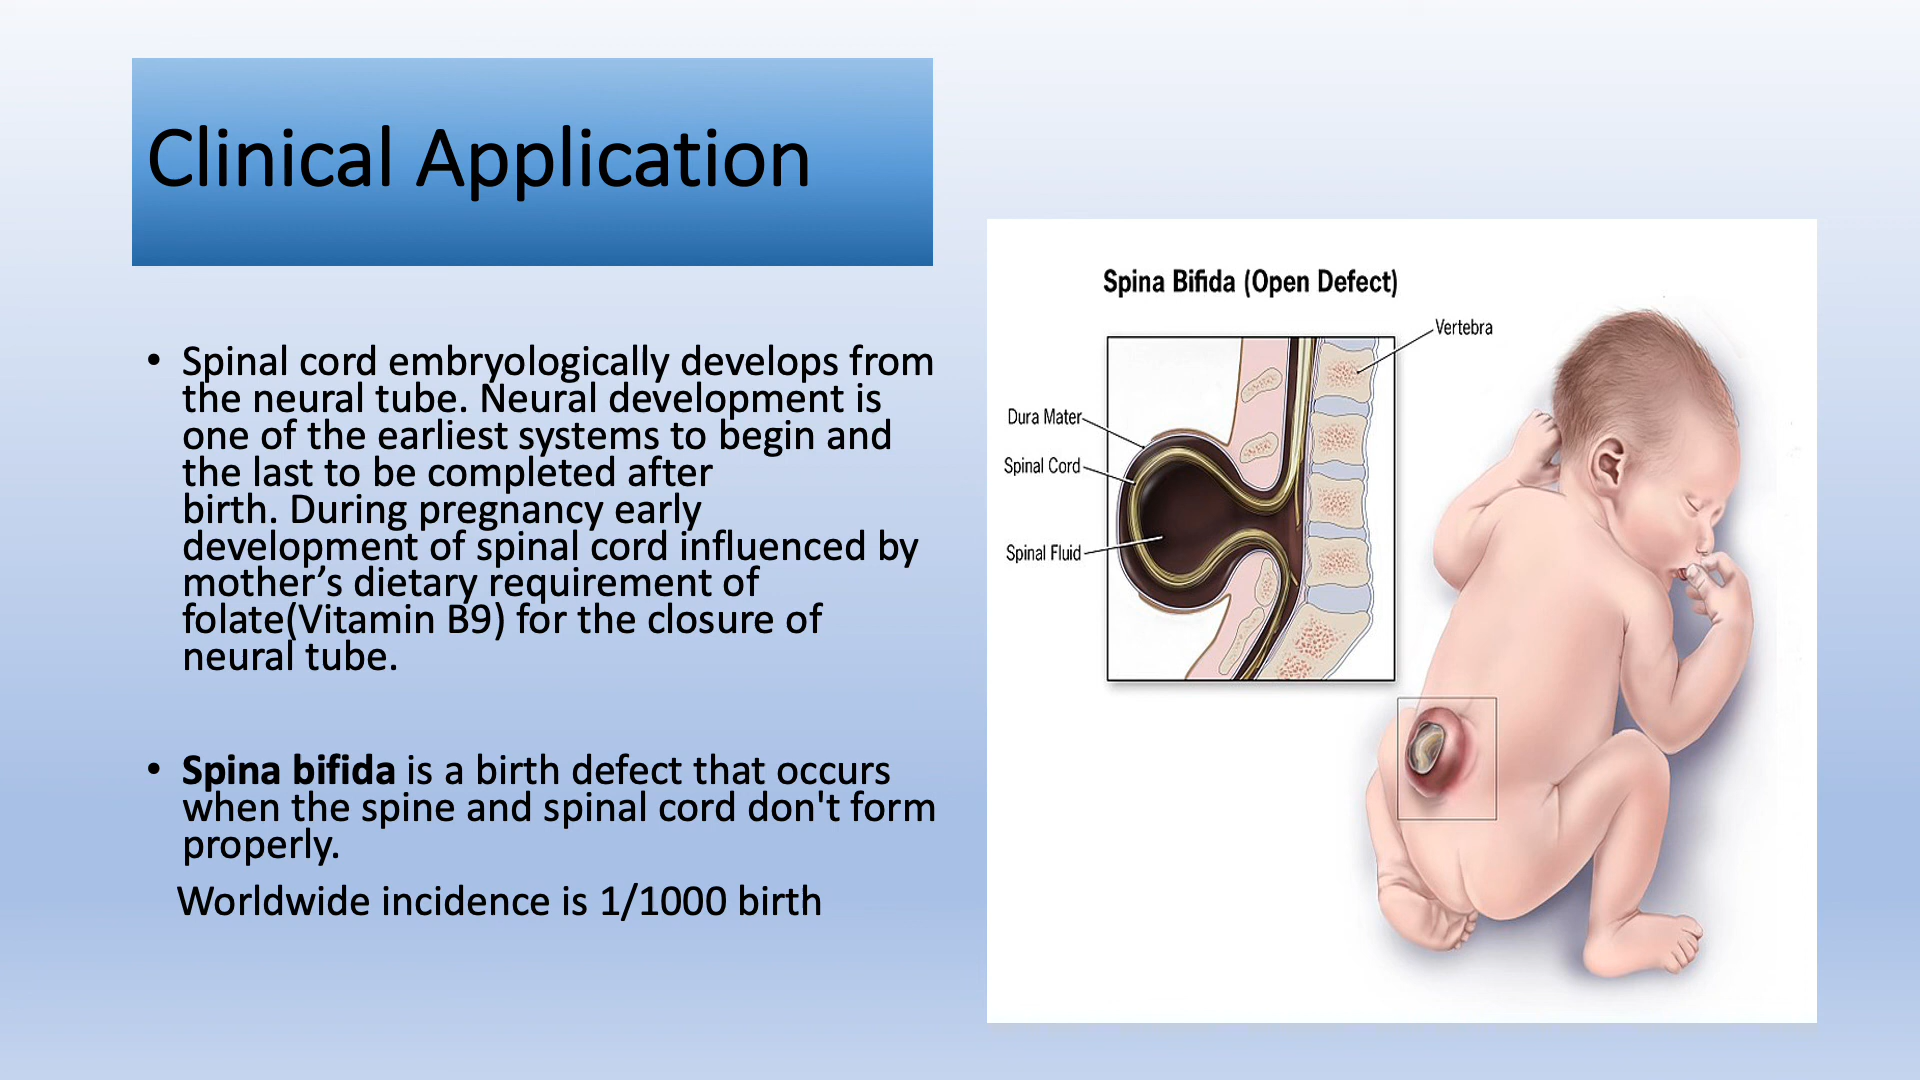 Clinical Application
• Spinal cord embryologically develops from
the neural tube. Neural development is
one of the earliest systems to begin and
the last to be completed after
birth. During pregnancy early
development of spinal cord influenced by
mother’s dietary requirement of
folate(Vitamin B9) for the closure of
neural tube.
• Spina bifida is a birth defect that occurs
when the spine and spinal cord don't form
properly.
Worldwide incidence is 1/1000 birth
Spina Bifida (Open Defect)
Vertebra
Dura Mater
Spinal Cord
Spinal Fluid